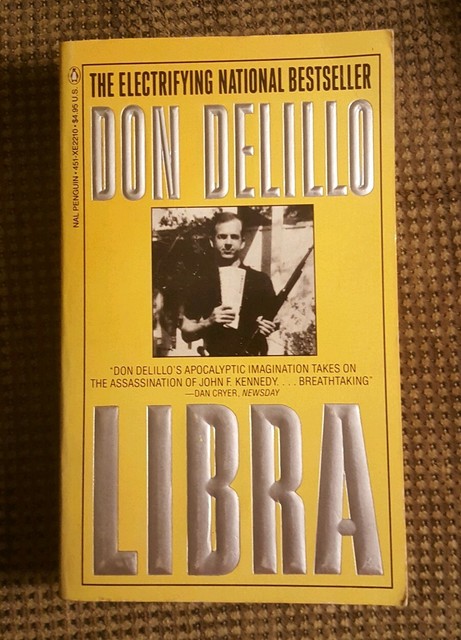 NAL PENGUIN • 451-XE2210 • $4.95 U.S.
THE ELECTRIFYING NATIONAL BESTSELLER
DON DELILLO
"DON DELILLO'S APOCALYPTIC IMAGINATION TAKES ON
THE ASSASSINATION OF JOHN F. KENNEDY. . . . BREATHTAKING"
—DAN CRYER, NEWSDAY
LIBRA